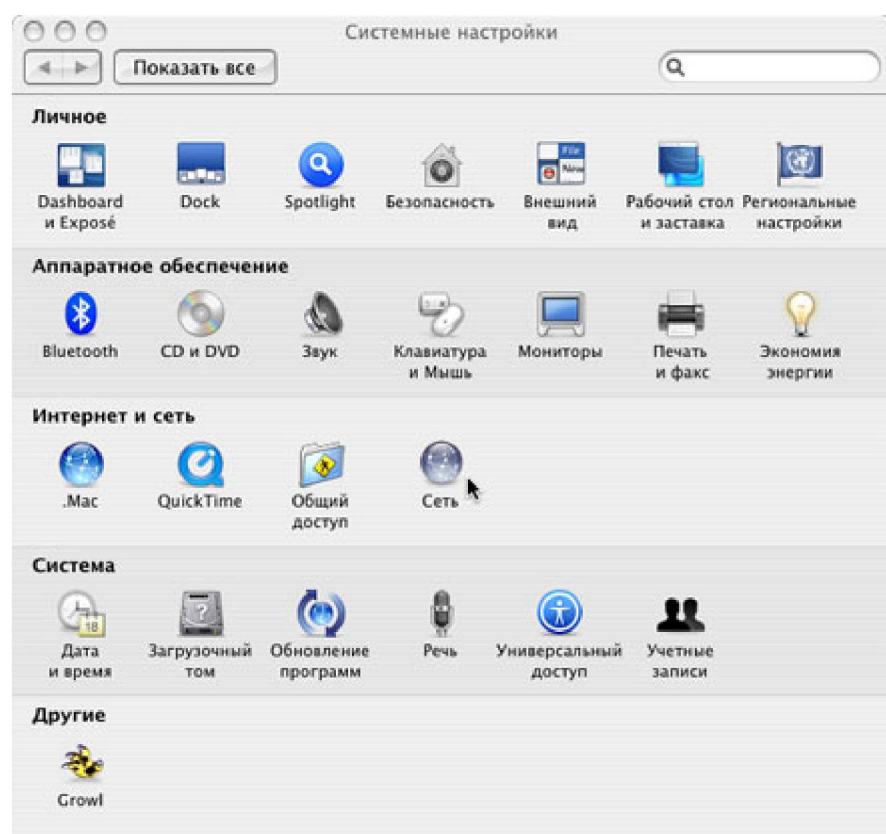 Системные настройки
Показать все
Личное
Dashboard и Exposé
Dock
Spotlight
Безопасность
Внешний вид
Рабочий стол и заставка
Региональные настройки
Аппаратное обеспечение
Bluetooth
CD и DVD
Звук
Клавиатура и Мышь
Мониторы
Печать и факс
Экономия энергии
Интернет и сеть
.Mac
QuickTime
Общий доступ
Сеть
Система
18
Дата и время
Загрузочный том
Обновление программ
Речь
Универсальный доступ
Учетные записи
Другие
Growl